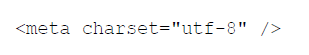 <meta charset="utf-8" />